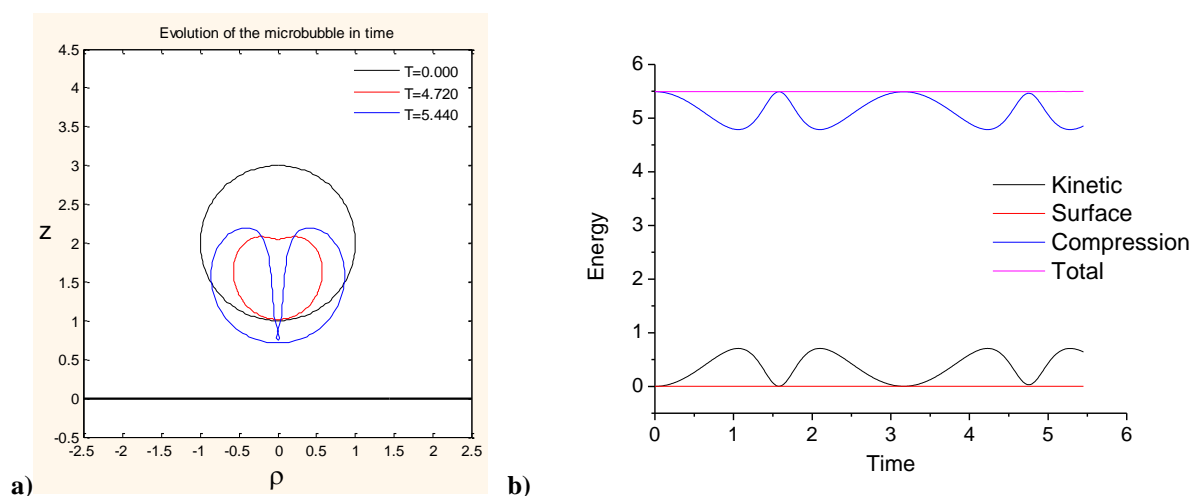 Evolution of the microbubble in time
4.5
4
3.5
3
2.5
2
1.5
1
0.5
0
-0.5
z
T=0.000
T=4.720
T=5.440
-2.5 -2 -1.5 -1 -0.5 0 0.5 1 1.5 2 2.5
ρ
a)
6
5
4
3
2
1
0
Energy
Kinetic
Surface
Compression
Total
0 1 2 3 4 5 6
Time
b)